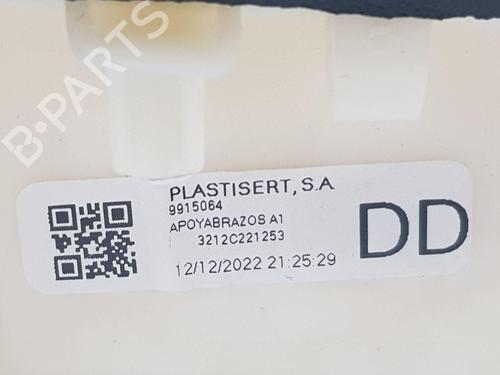 B-PARTS
PLASTISERT, S.A
9915064
APOYABRAZOS A1
3212C221253
12/12/2022 21:25:29
DD